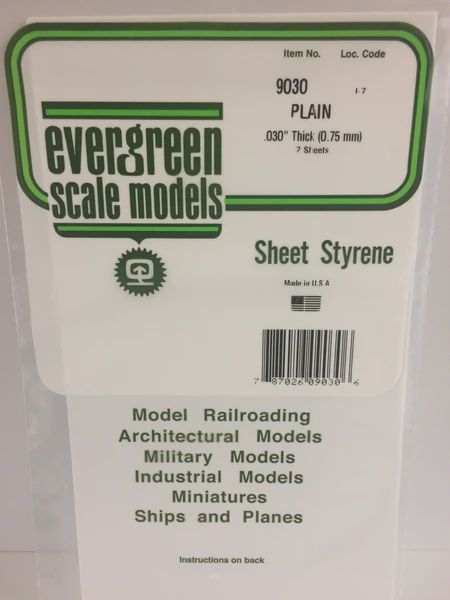 Item No. Loc. Code
9030 I-7
PLAIN
.030" Thick (0.75 mm)
2 Sheets
evergreen
scale models
Sheet Styrene
Made in U.S.A
7 87026 09030 6
Model Railroading
Architectural Models
Military Models
Industrial Models
Miniatures
Ships and Planes
Instructions on back